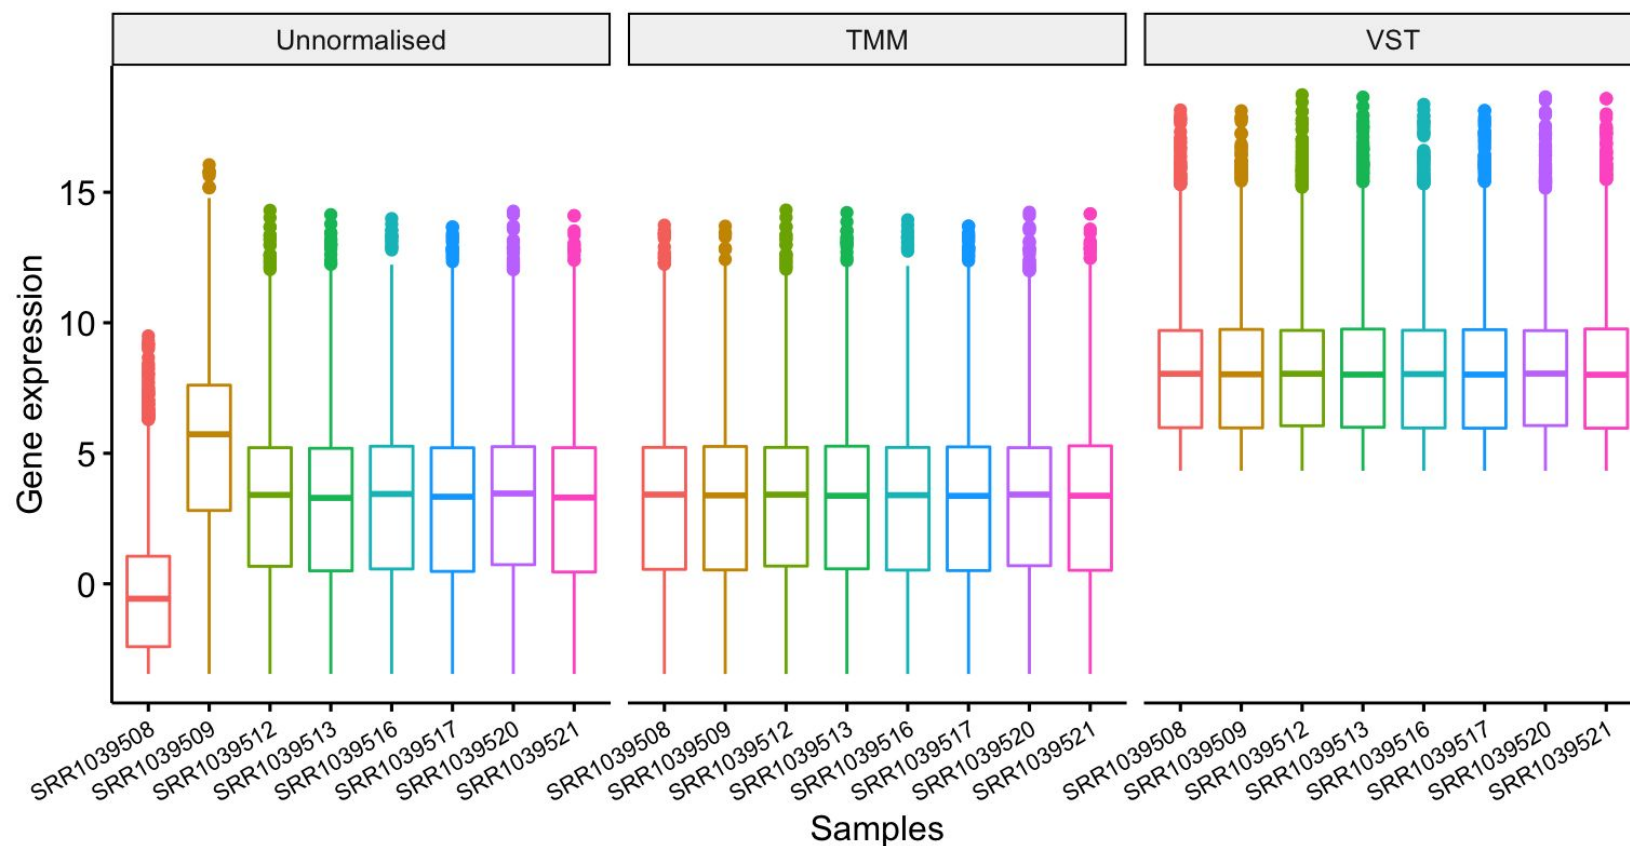 Unnormalised TMM VST
Gene expression
15
10
5
0
SRR1039508 SRR1039509 SRR1039512 SRR1039513 SRR1039516 SRR1039517 SRR1039520 SRR1039521
SRR1039508 SRR1039509 SRR1039512 SRR1039513 SRR1039516 SRR1039517 SRR1039520 SRR1039521
SRR1039508 SRR1039509 SRR1039512 SRR1039513 SRR1039516 SRR1039517 SRR1039520 SRR1039521
Samples